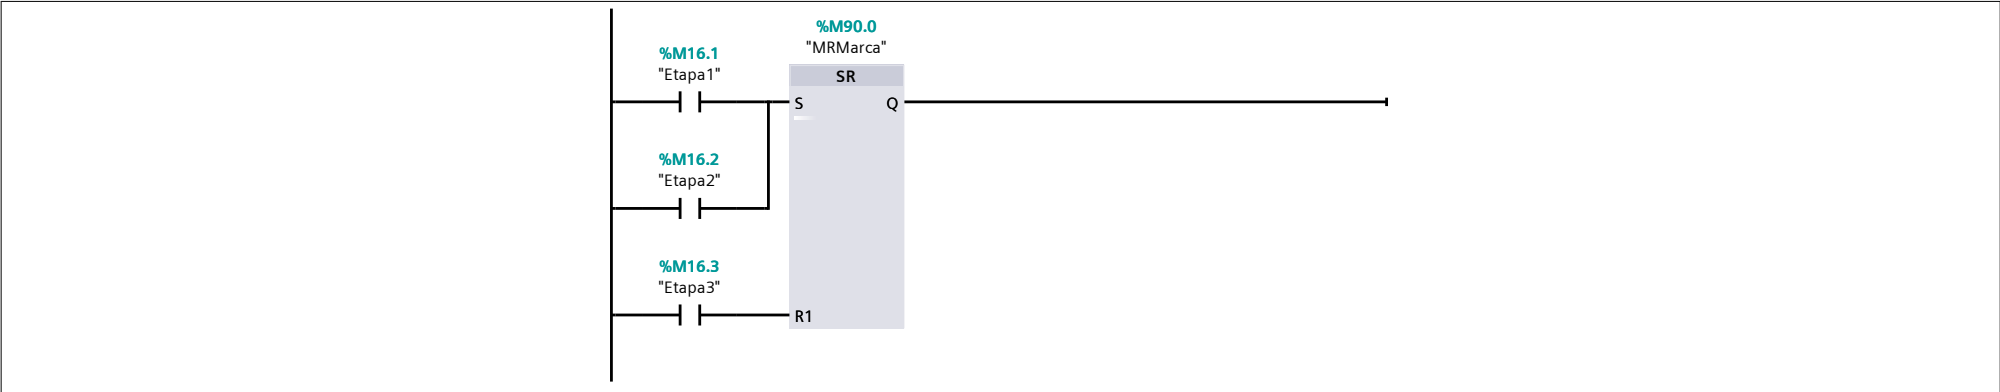 %M90.0
"MRMarca"
%M16.1
"Etapa1"
SR
S
Q
%M16.2
"Etapa2"
%M16.3
"Etapa3"
R1